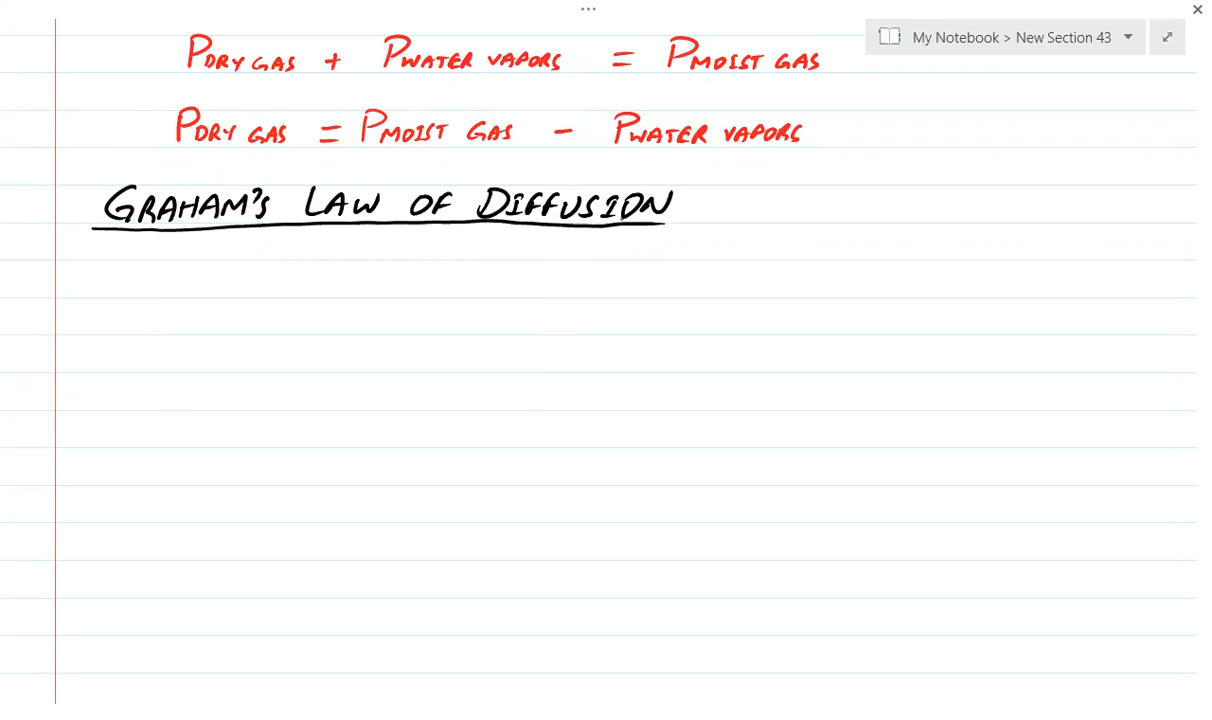 ...
My Notebook > New Section 43
PDRY GAS + PWATER VAPORS = PMOIST GAS
PDRY GAS = PMOIST GAS - PWATER VAPORS
GRAHAM'S LAW OF DIFFUSION